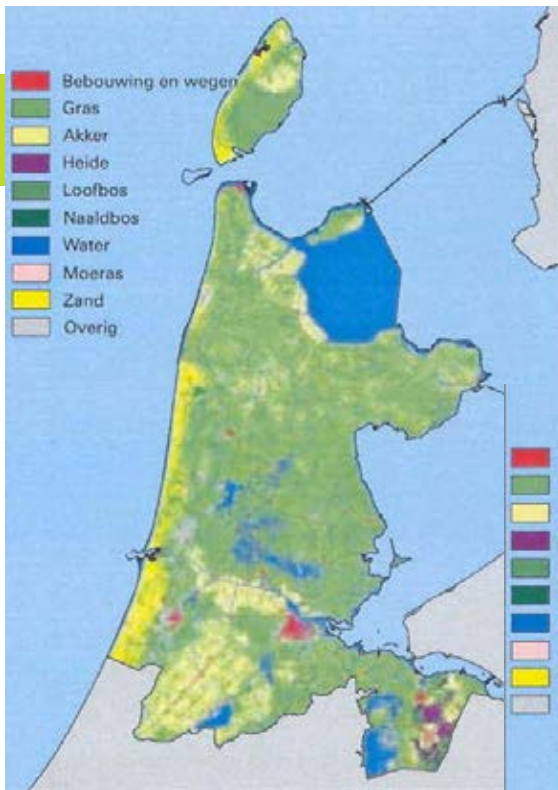 Bebouwing en wegen
Gras
Akker
Heide
Loofbos
Naaldbos
Water
Moeras
Zand
Overig